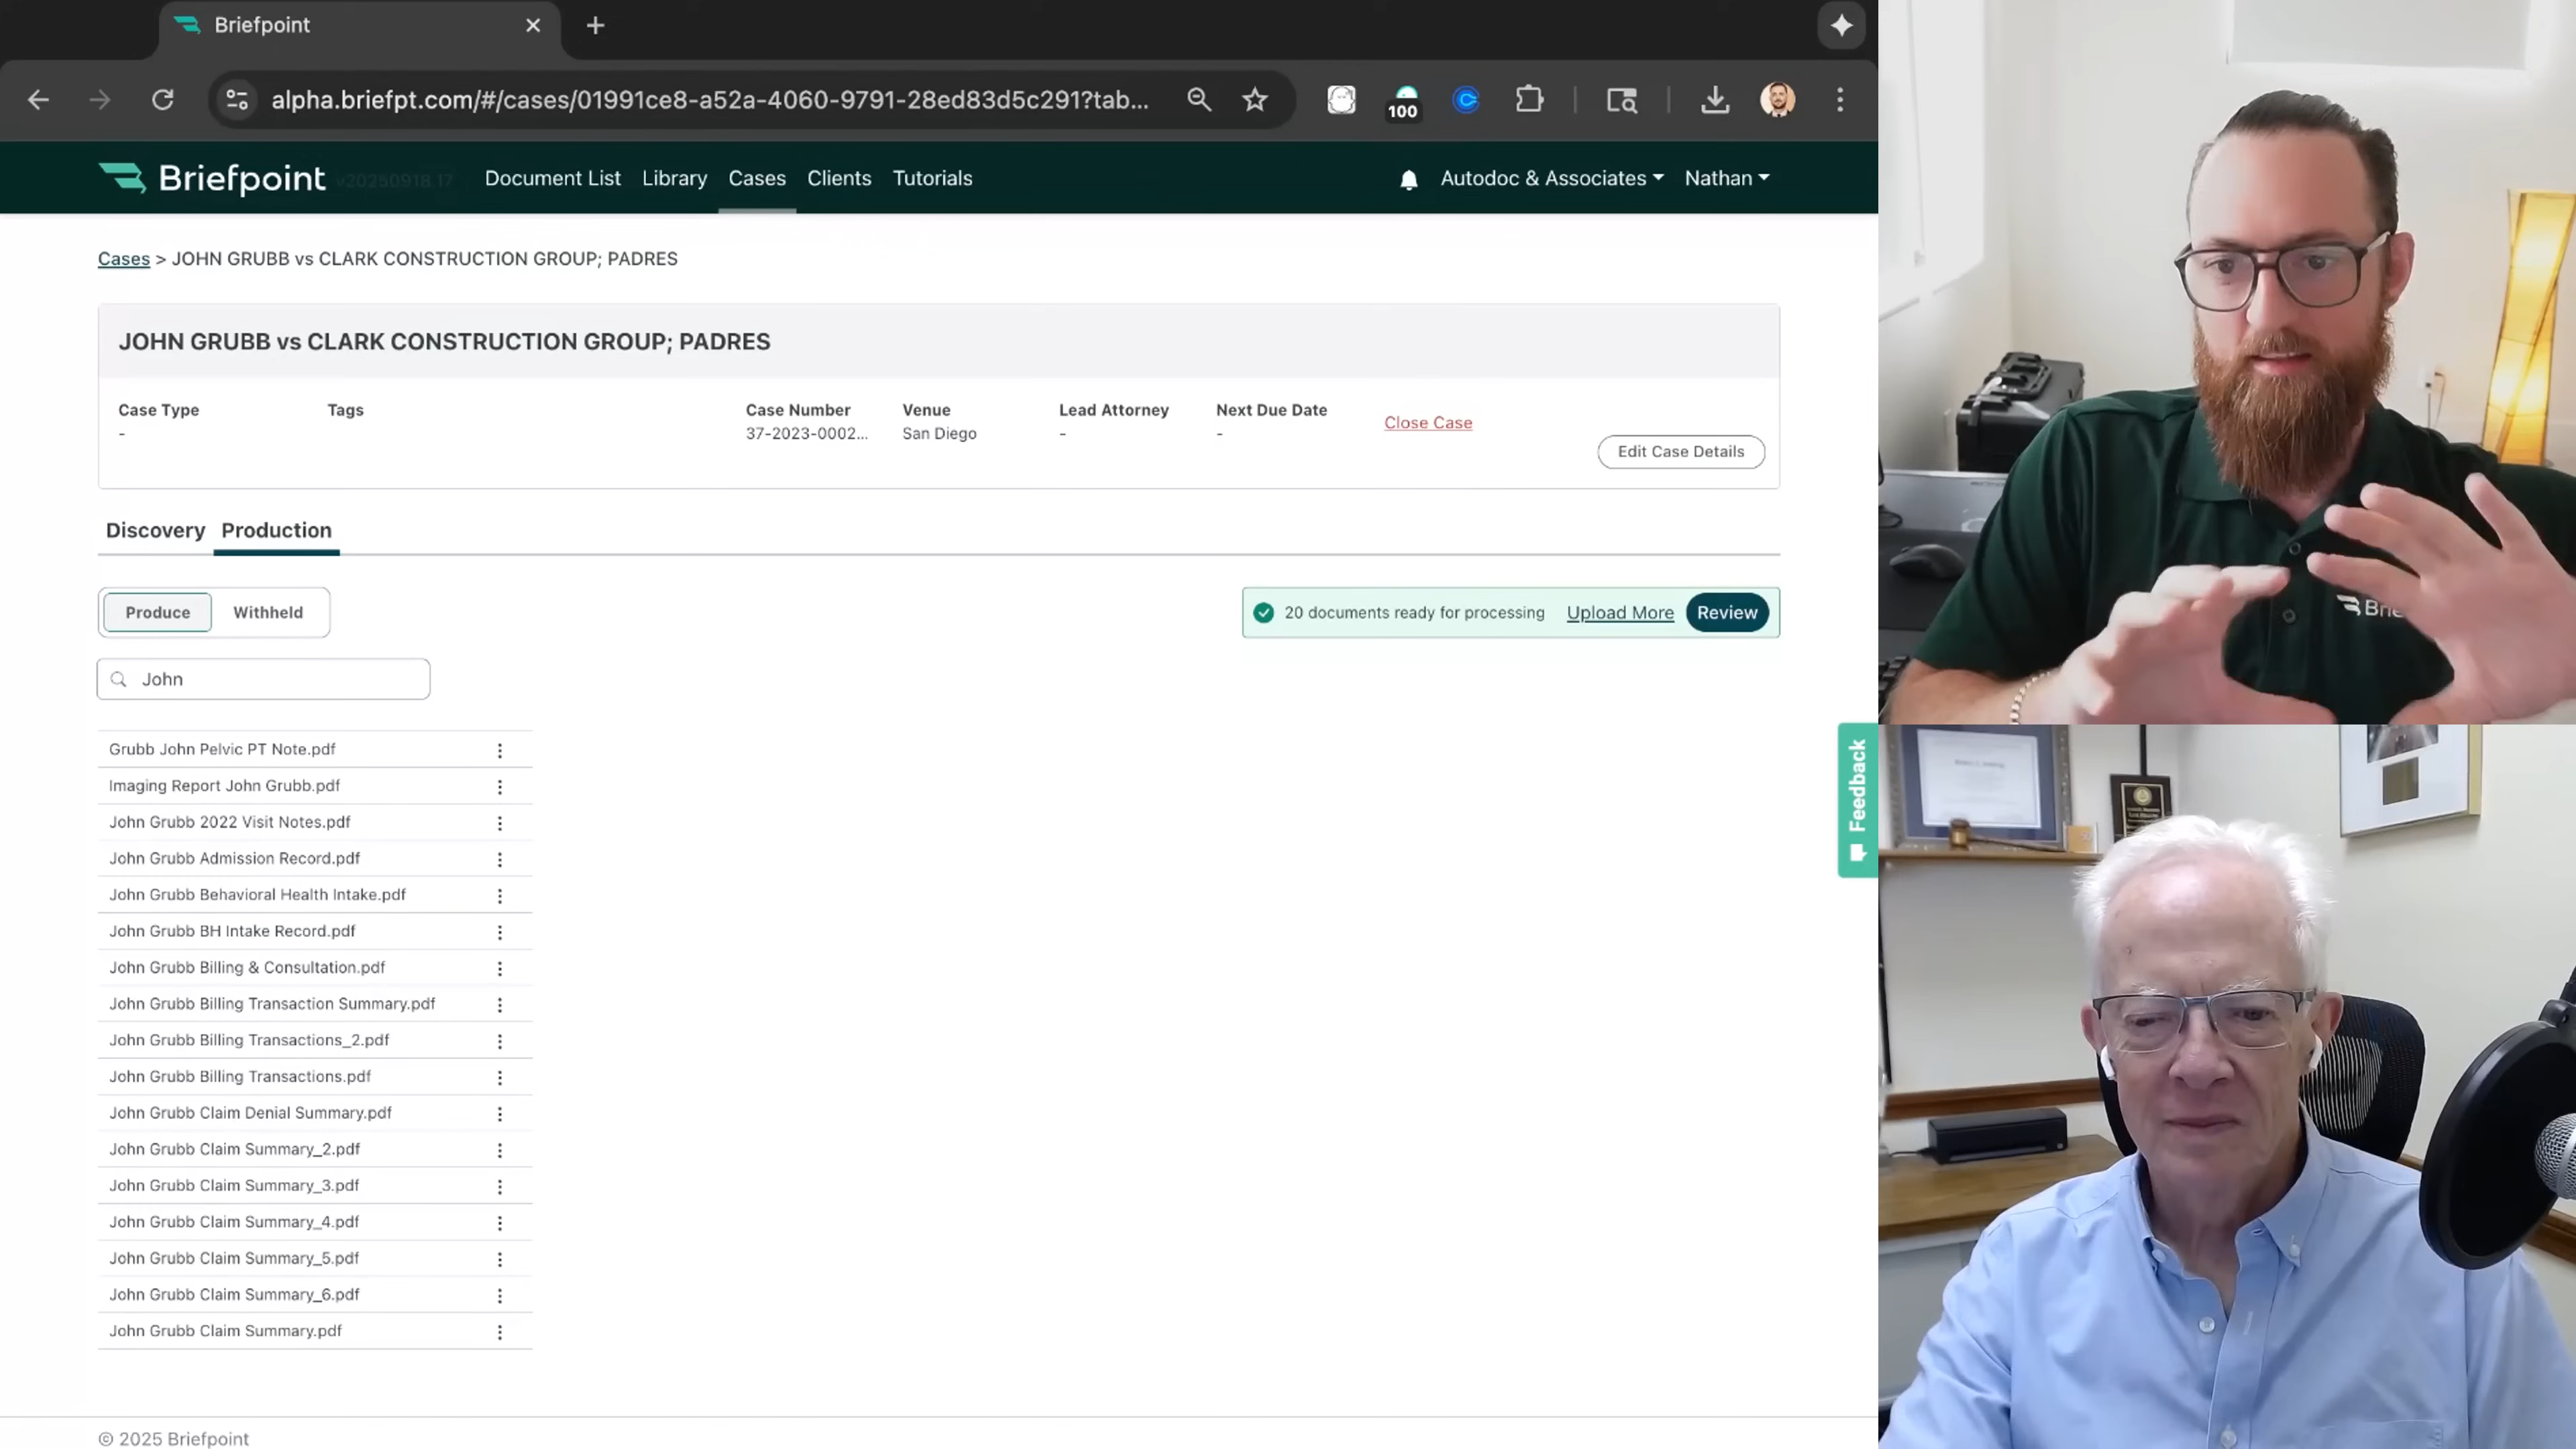 Briefpoint
alpha.briefpt.com/#/cases/01991ce8-a52a-4060-9791-28ed83d5c291?tab...
100
Briefpoint v20250918.17 Document List Library Cases Clients Tutorials Autodoc & Associates Nathan
Cases > JOHN GRUBB vs CLARK CONSTRUCTION GROUP; PADRES
JOHN GRUBB vs CLARK CONSTRUCTION GROUP; PADRES
Case Type Tags Case Number Venue Lead Attorney Next Due Date Close Case
- 37-2023-0002... San Diego - -
Edit Case Details
Discovery Production
Produce Withheld
20 documents ready for processing Upload More Review
John
Grubb John Pelvic PT Note.pdf
Imaging Report John Grubb.pdf
John Grubb 2022 Visit Notes.pdf
John Grubb Admission Record.pdf
John Grubb Behavioral Health Intake.pdf
John Grubb BH Intake Record.pdf
John Grubb Billing & Consultation.pdf
John Grubb Billing Transaction Summary.pdf
John Grubb Billing Transactions_2.pdf
John Grubb Billing Transactions.pdf
John Grubb Claim Denial Summary.pdf
John Grubb Claim Summary_2.pdf
John Grubb Claim Summary_3.pdf
John Grubb Claim Summary_4.pdf
John Grubb Claim Summary_5.pdf
John Grubb Claim Summary_6.pdf
John Grubb Claim Summary.pdf
Feedback
© 2025 Briefpoint